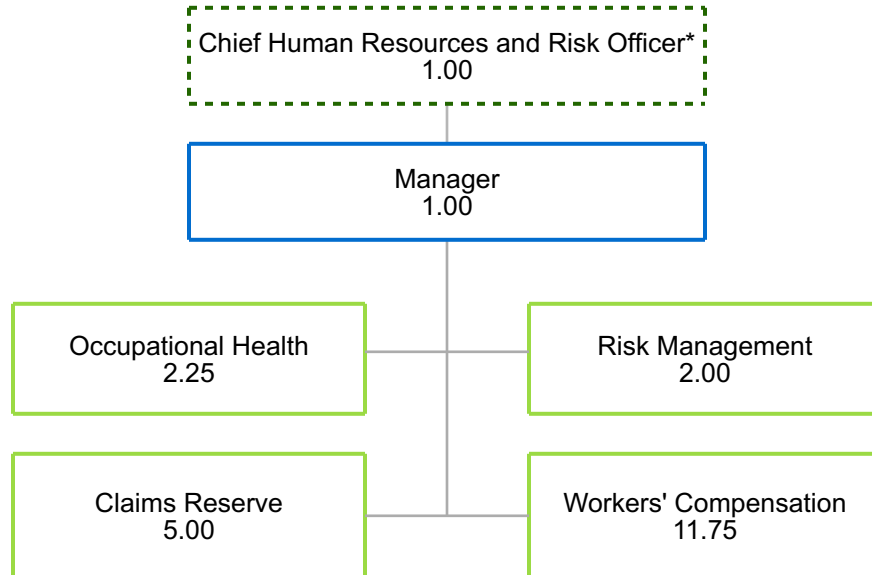 Chief Human Resources and Risk Officer*
1.00
Manager
1.00
Occupational Health
2.25
Risk Management
2.00
Claims Reserve
5.00
Workers' Compensation
11.75